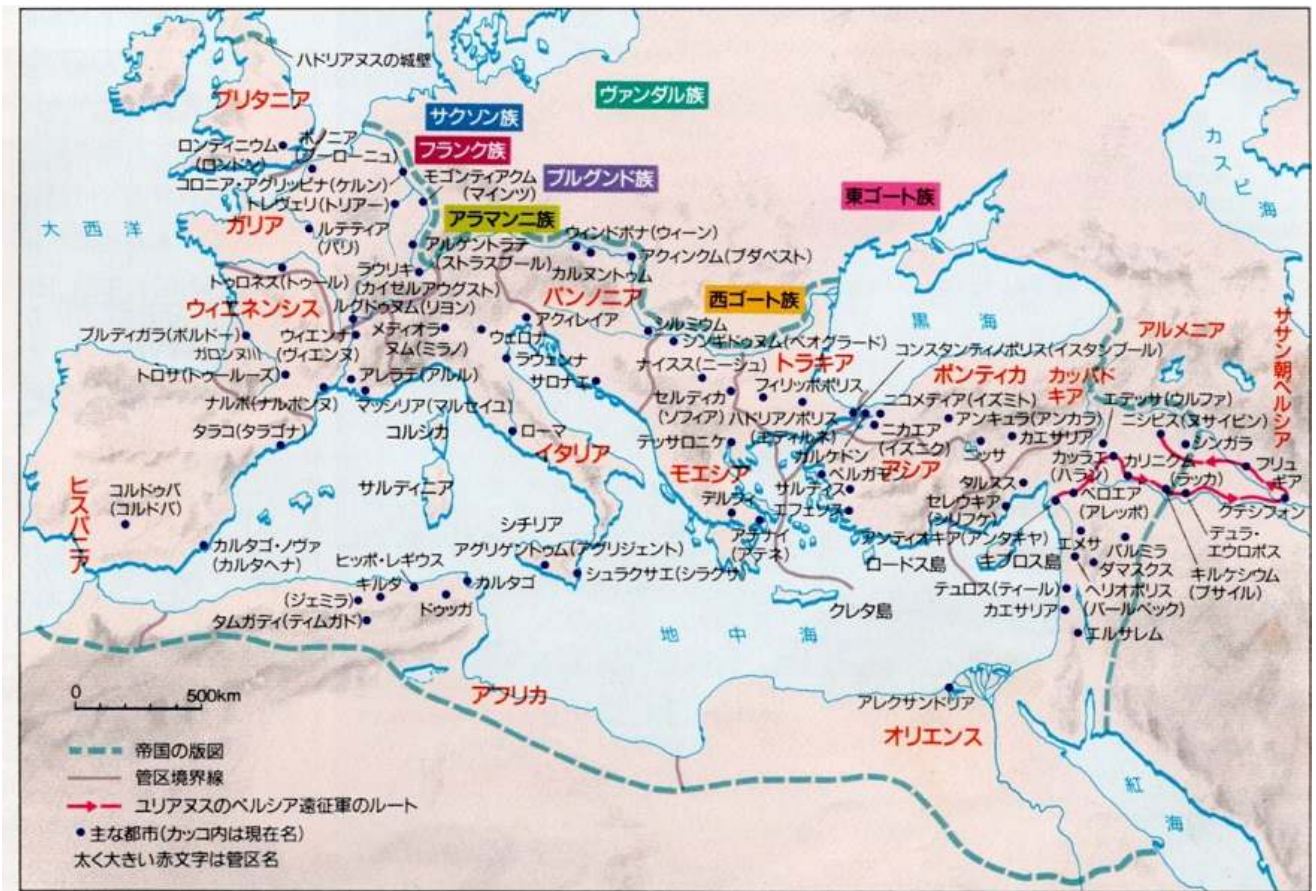 ハドリアヌスの城壁
ブリタニア
ヴァンダル族
サクソン族
フランク族
ブルグンド族
アラマンニ族
東ゴート族
西ゴート族
カスピ海
ササン朝ペルシア
大西洋
ロンディニウム
(ロンドン)
ボノニア
(ブーローニュ)
コロニア・アグリッピナ(ケルン)
トレヴェリ(トリアー)
モゴンティアクム
(マインツ)
ガリア
ルテティア
(パリ)
アルゲントラテ
(ストラスブール)
ウィンドボナ(ウィーン)
アクィンクム(ブダペスト)
カルヌントゥム
トゥロネス(トゥール)
ラウリキ
(カイゼルアウグスト)
パンノニア
ウィエネンシス
ルグドゥヌム(リヨン)
アクィレイア
ブルディガラ(ボルドー)
ウィエンナ
(ヴィエンヌ)
メディオラ
ヌム(ミラノ)
ウェロナ
ガロンヌ川
ラウェンナ
サロナエ
トロサ(トゥールーズ)
アレラテ(アルル)
ナルボ(ナルボンヌ)
マッシリア(マルセイユ)
タラコ(タラゴナ)
コルシカ
ローマ
イタリア
サルディニア
ヒスパニア
コルドゥバ
(コルドバ)
カルタゴ・ノヴァ
(カルタヘナ)
シチリア
アグリゲントゥム(アグリジェント)
シュラクサエ(シラクサ)
ヒッポ・レギウス
キルタ
カルタゴ
(ジェミラ)
ドゥッガ
タムガディ(ティムガド)
シルミウム
シンギドゥヌム(ベオグラード)
黒海
アルメニア
ナイスス(ニーシュ)
トラキア
コンスタンティノポリス(イスタンブール)
フィリッポポリス
ポンティカ
カッパド
キア
セルディカ
(ソフィア)
ハドリアノポリス
(エディルネ)
ニコメディア(イズミト)
ニカエア
(イズニク)
アンキュラ(アンカラ)
カエサリア
エデッサ(ウルファ)
ニシビス(ヌサイビン)
シンガラ
テッサロニケ
カルケドン
ニッサ
カッラエ
(ハラン)
カリニクム
(ラッカ)
フリュ
ギア
クテシフォン
モエシア
ペルガモン
アジア
タルスス
デルフィ
サルディス
エフェソス
セレウキア
(シリフケ)
ベロエア
(アレッポ)
アテナイ
(アテネ)
アンティオキア(アンタキヤ)
エメサ
デュラ・
エウロポス
ロードス島
キプロス島
パルミラ
ダマスクス
キルケシウム
(ブサイル)
テュロス(ティール)
ヘリオポリス
(バールベック)
クレタ島
カエサリア
エルサレム
地中海
アフリカ
アレクサンドリア
オリエンス
紅海
0 500km
帝国の版図
管区境界線
ユリアヌスのペルシア遠征軍のルート
主な都市(カッコ内は現在名)
太く大きい赤文字は管区名